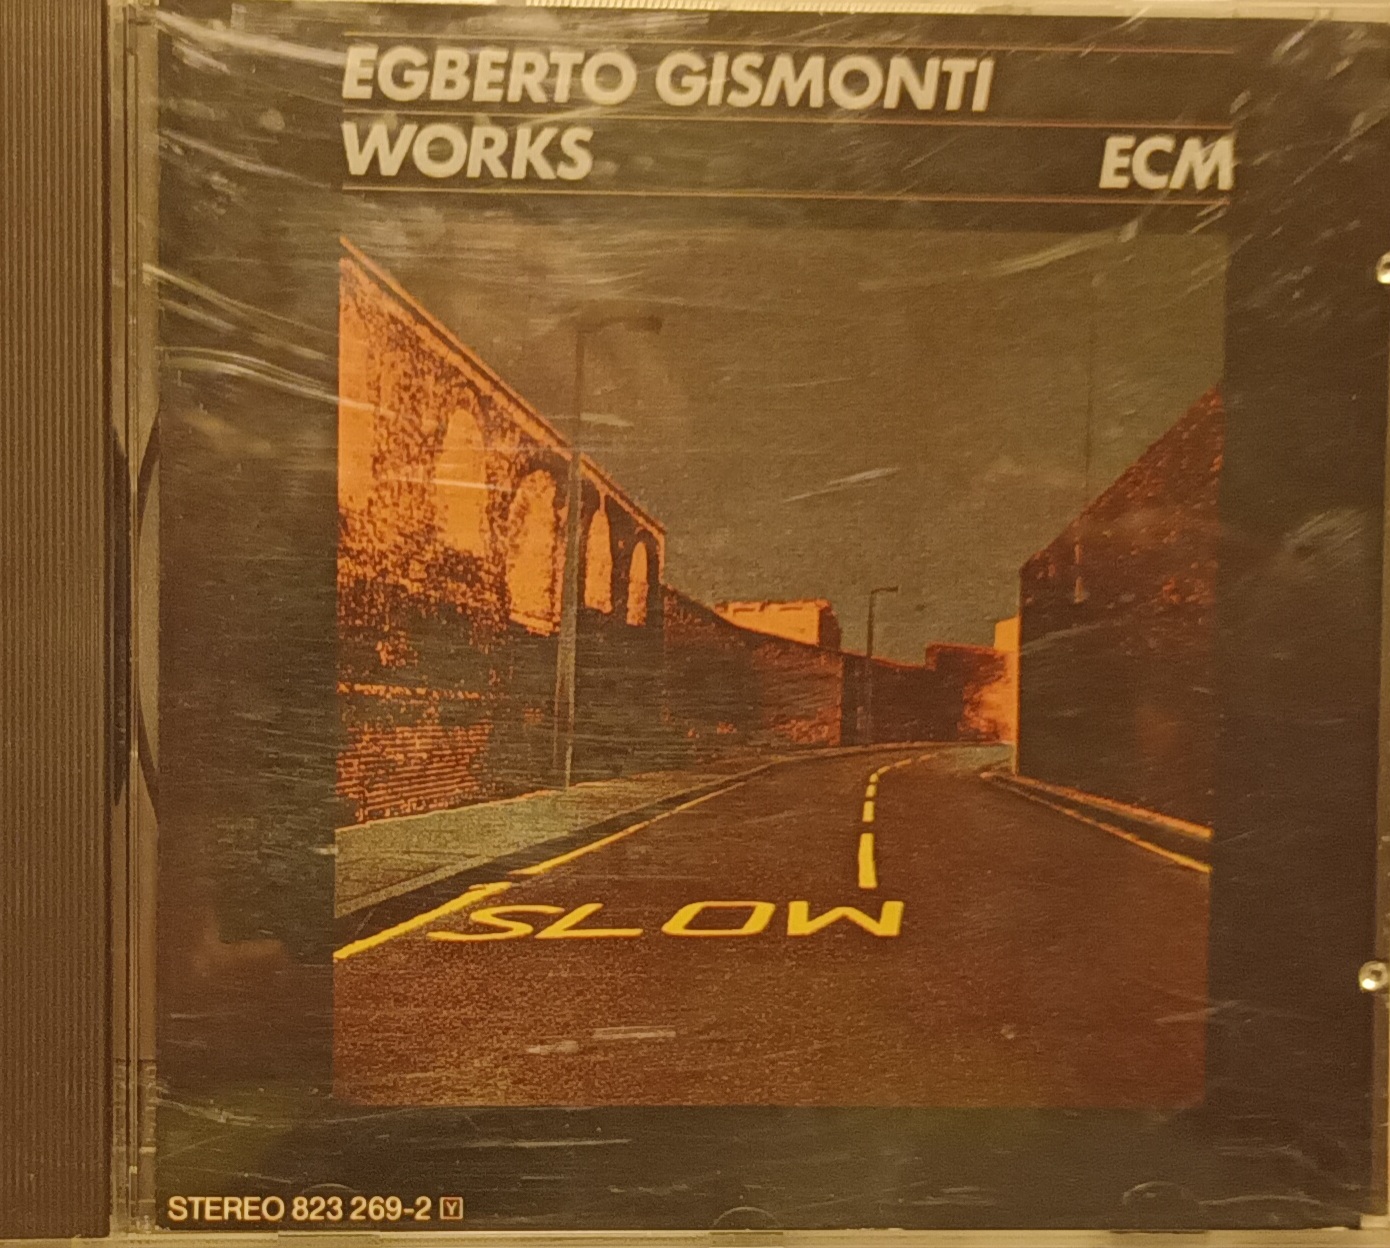 EGBERTO GISMONTI
WORKS ECM
SLOW
STEREO 823 269-2 Y